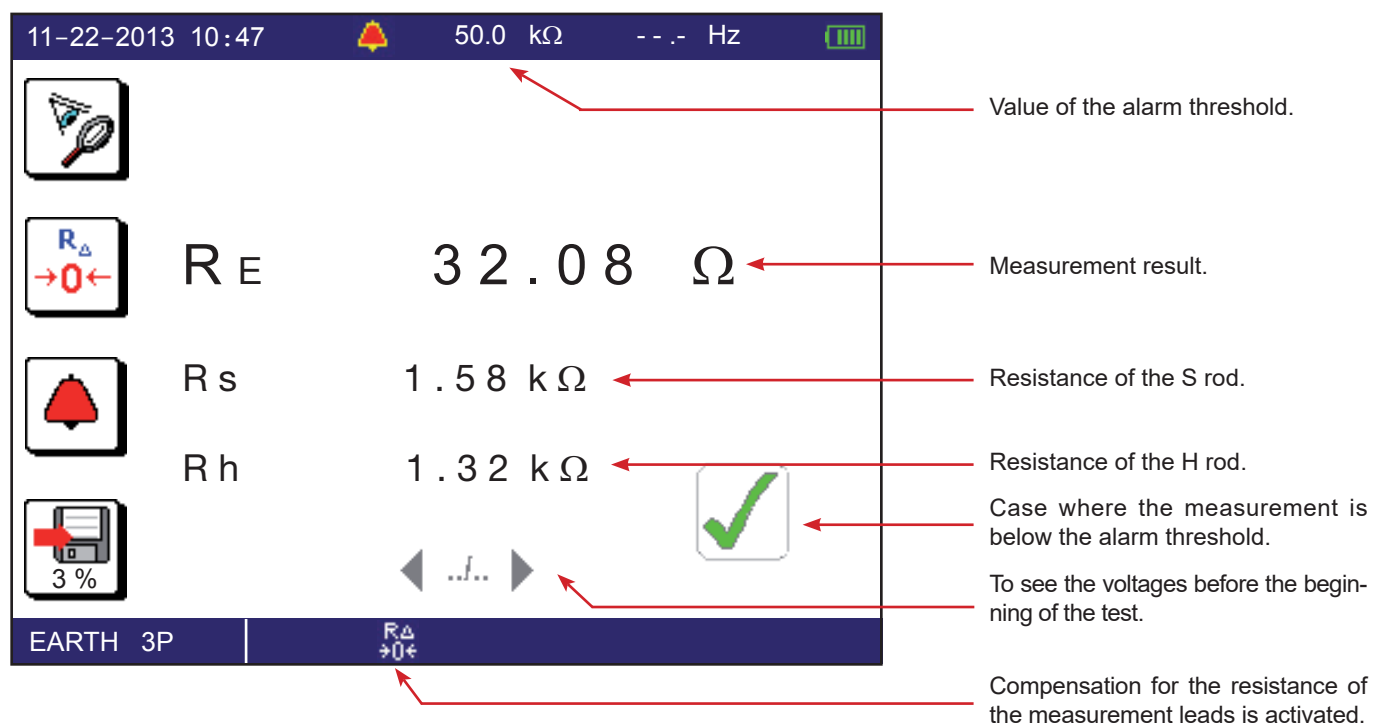 11-22-2013 10:47 50.0 kΩ --.- Hz
Value of the alarm threshold.
RΔ
→0←
RE 32.08 Ω
Measurement result.
Rs 1.58 kΩ
Resistance of the S rod.
Rh 1.32 kΩ
Resistance of the H rod.
Case where the measurement is
below the alarm threshold.
3 %
../..
To see the voltages before the begin-
ning of the test.
EARTH 3P
RΔ
→0←
Compensation for the resistance of
the measurement leads is activated.